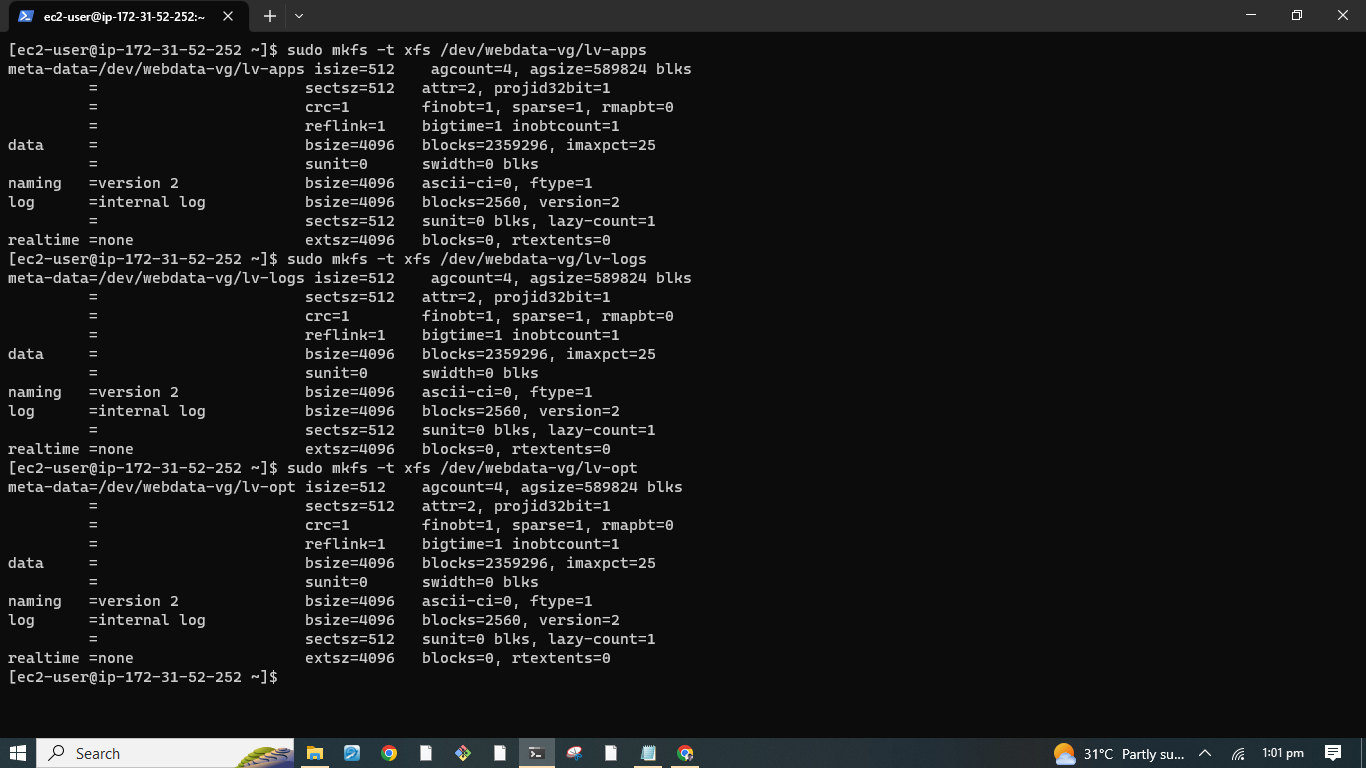 ec2-user@ip-172-31-52-252:~
[ec2-user@ip-172-31-52-252 ~]$ sudo mkfs -t xfs /dev/webdata-vg/lv-apps
meta-data=/dev/webdata-vg/lv-apps isize=512    agcount=4, agsize=589824 blks
         =                       sectsz=512   attr=2, projid32bit=1
         =                       crc=1        finobt=1, sparse=1, rmapbt=0
         =                       reflink=1    bigtime=1 inobtcount=1
data     =                       bsize=4096   blocks=2359296, imaxpct=25
         =                       sunit=0      swidth=0 blks
naming   =version 2              bsize=4096   ascii-ci=0, ftype=1
log      =internal log           bsize=4096   blocks=2560, version=2
         =                       sectsz=512   sunit=0 blks, lazy-count=1
realtime =none                   extsz=4096   blocks=0, rtextents=0
[ec2-user@ip-172-31-52-252 ~]$ sudo mkfs -t xfs /dev/webdata-vg/lv-logs
meta-data=/dev/webdata-vg/lv-logs isize=512    agcount=4, agsize=589824 blks
         =                       sectsz=512   attr=2, projid32bit=1
         =                       crc=1        finobt=1, sparse=1, rmapbt=0
         =                       reflink=1    bigtime=1 inobtcount=1
data     =                       bsize=4096   blocks=2359296, imaxpct=25
         =                       sunit=0      swidth=0 blks
naming   =version 2              bsize=4096   ascii-ci=0, ftype=1
log      =internal log           bsize=4096   blocks=2560, version=2
         =                       sectsz=512   sunit=0 blks, lazy-count=1
realtime =none                   extsz=4096   blocks=0, rtextents=0
[ec2-user@ip-172-31-52-252 ~]$ sudo mkfs -t xfs /dev/webdata-vg/lv-opt
meta-data=/dev/webdata-vg/lv-opt isize=512    agcount=4, agsize=589824 blks
         =                       sectsz=512   attr=2, projid32bit=1
         =                       crc=1        finobt=1, sparse=1, rmapbt=0
         =                       reflink=1    bigtime=1 inobtcount=1
data     =                       bsize=4096   blocks=2359296, imaxpct=25
         =                       sunit=0      swidth=0 blks
naming   =version 2              bsize=4096   ascii-ci=0, ftype=1
log      =internal log           bsize=4096   blocks=2560, version=2
         =                       sectsz=512   sunit=0 blks, lazy-count=1
realtime =none                   extsz=4096   blocks=0, rtextents=0
[ec2-user@ip-172-31-52-252 ~]$
Search
31°C Partly su...
1:01 pm